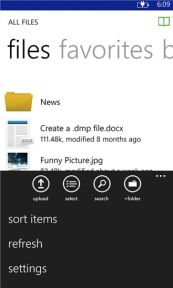 6:09
ALL FILES
files favorites b
News
Create a .dmp file.docx
111.48k, modified 8 months ago
Funny Picture.jpg
upload select search +folder
sort items
refresh
settings